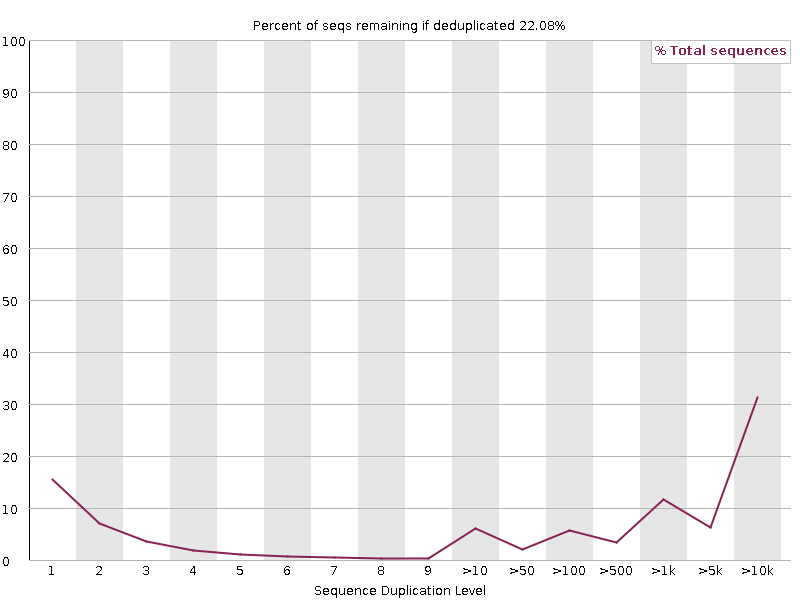 Percent of seqs remaining if deduplicated 22.08%
% Total sequences
100
90
80
70
60
50
40
30
20
10
0
1 2 3 4 5 6 7 8 9 >10 >50 >100 >500 >1k >5k >10k
Sequence Duplication Level